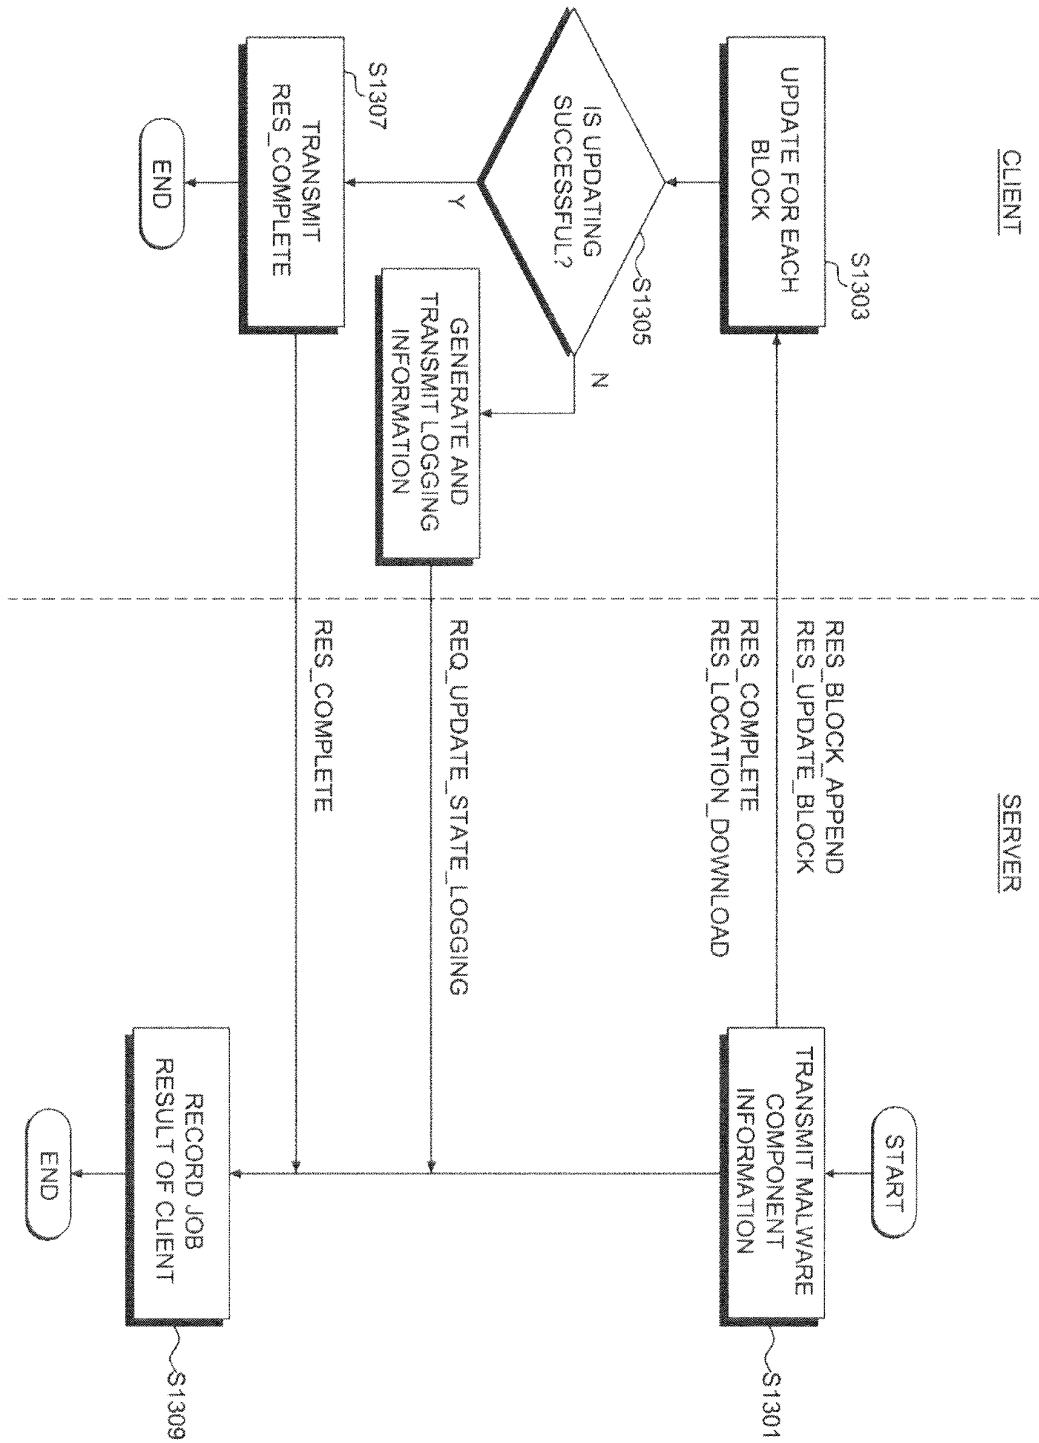 CLIENT
SERVER
START
TRANSMIT MALWARE
COMPONENT
INFORMATION
S1301
RES_BLOCK_APPEND
RES_UPDATE_BLOCK
RES_COMPLETE
RES_LOCATION_DOWNLOAD
UPDATE FOR EACH
BLOCK
S1303
IS UPDATING
SUCCESSFUL?
S1305
N
Y
GENERATE AND
TRANSMIT LOGGING
INFORMATION
REQ_UPDATE_STATE_LOGGING
S1307
TRANSMIT
RES_COMPLETE
RES_COMPLETE
RECORD JOB
RESULT OF CLIENT
S1309
END
END